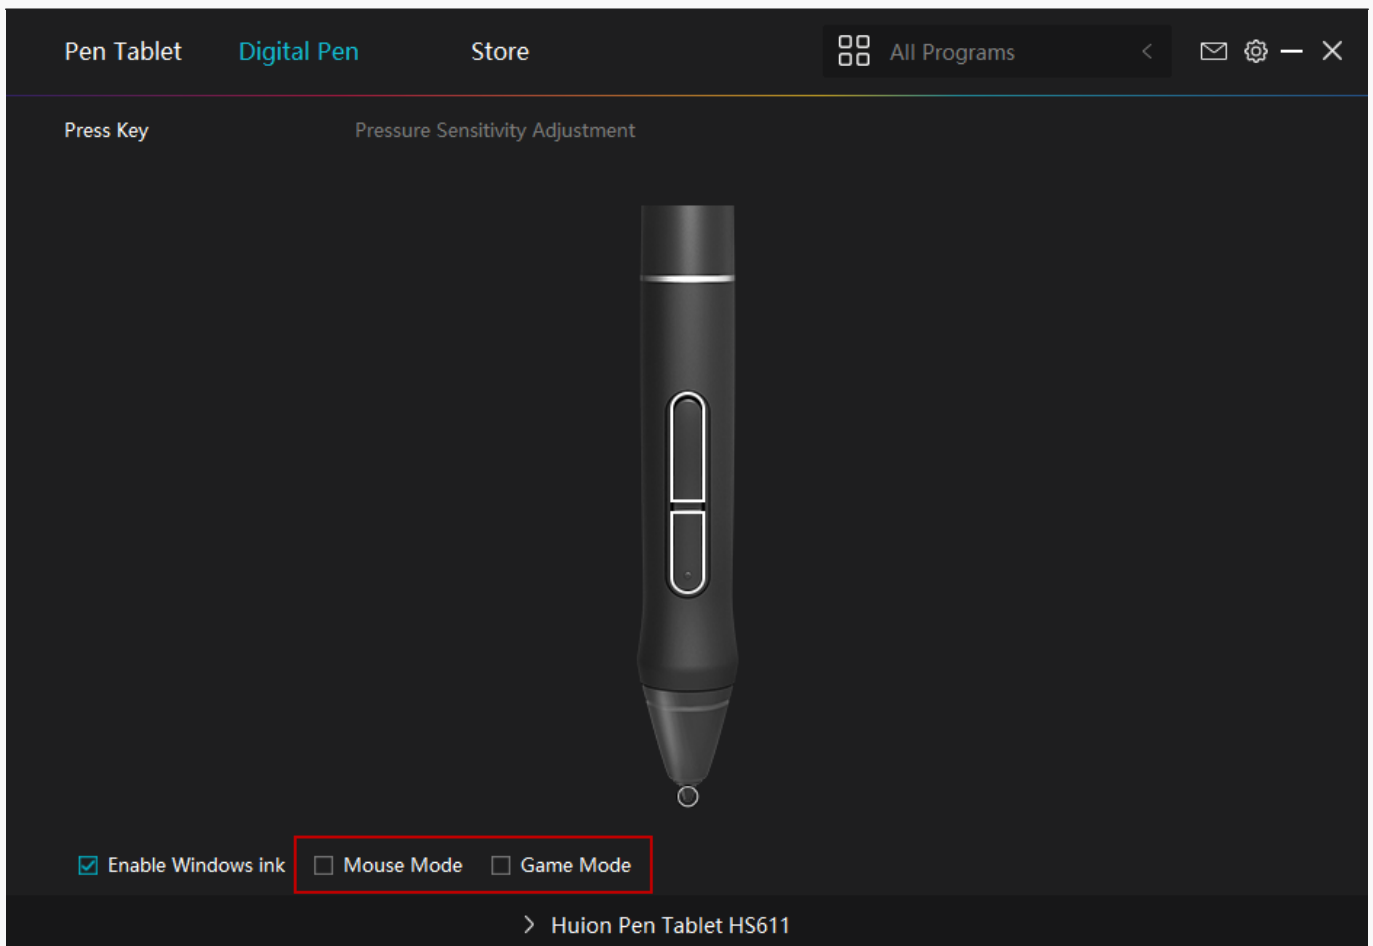 Pen Tablet Digital Pen Store All Programs
Press Key Pressure Sensitivity Adjustment
Enable Windows ink Mouse Mode Game Mode
Huion Pen Tablet HS611